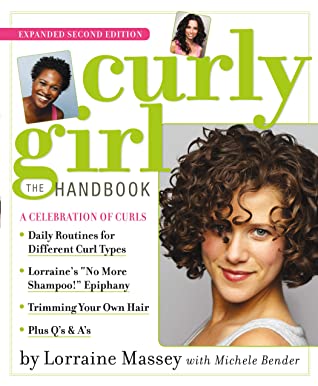 EXPANDED SECOND EDITION
curly
girl
THE HANDBOOK
A CELEBRATION OF CURLS
• Daily Routines for
Different Curl Types
• Lorraine's "No More
Shampoo!" Epiphany
• Trimming Your Own Hair
• Plus Q's & A's
by Lorraine Massey with Michele Bender